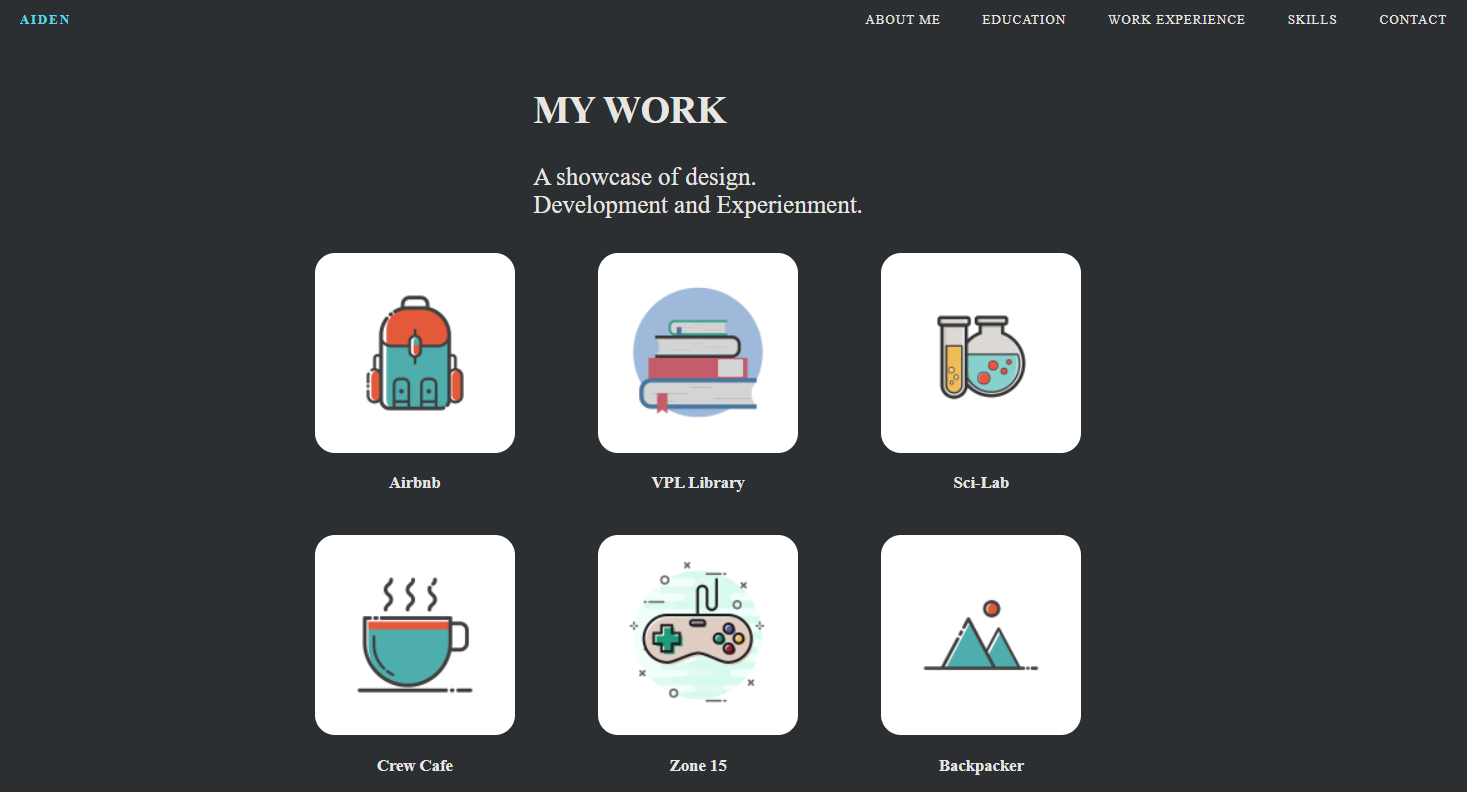 AIDEN
ABOUT ME
EDUCATION
WORK EXPERIENCE
SKILLS
CONTACT
MY WORK
A showcase of design.
Development and Experienment.
Airbnb
VPL Library
Sci-Lab
Crew Cafe
Zone 15
Backpacker